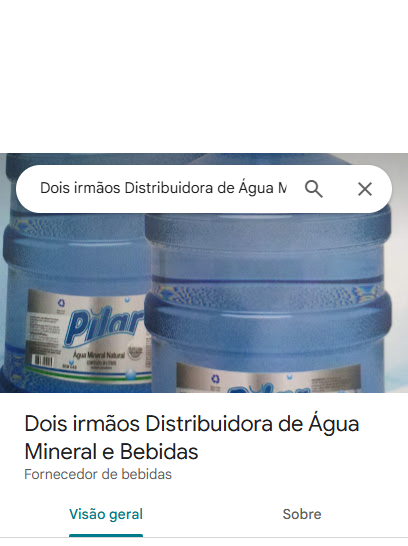 Dois irmãos Distribuidora de Água M
Pilar
Água Mineral Natural
Dois irmãos Distribuidora de Água
Mineral e Bebidas
Fornecedor de bebidas
Visão geral
Sobre